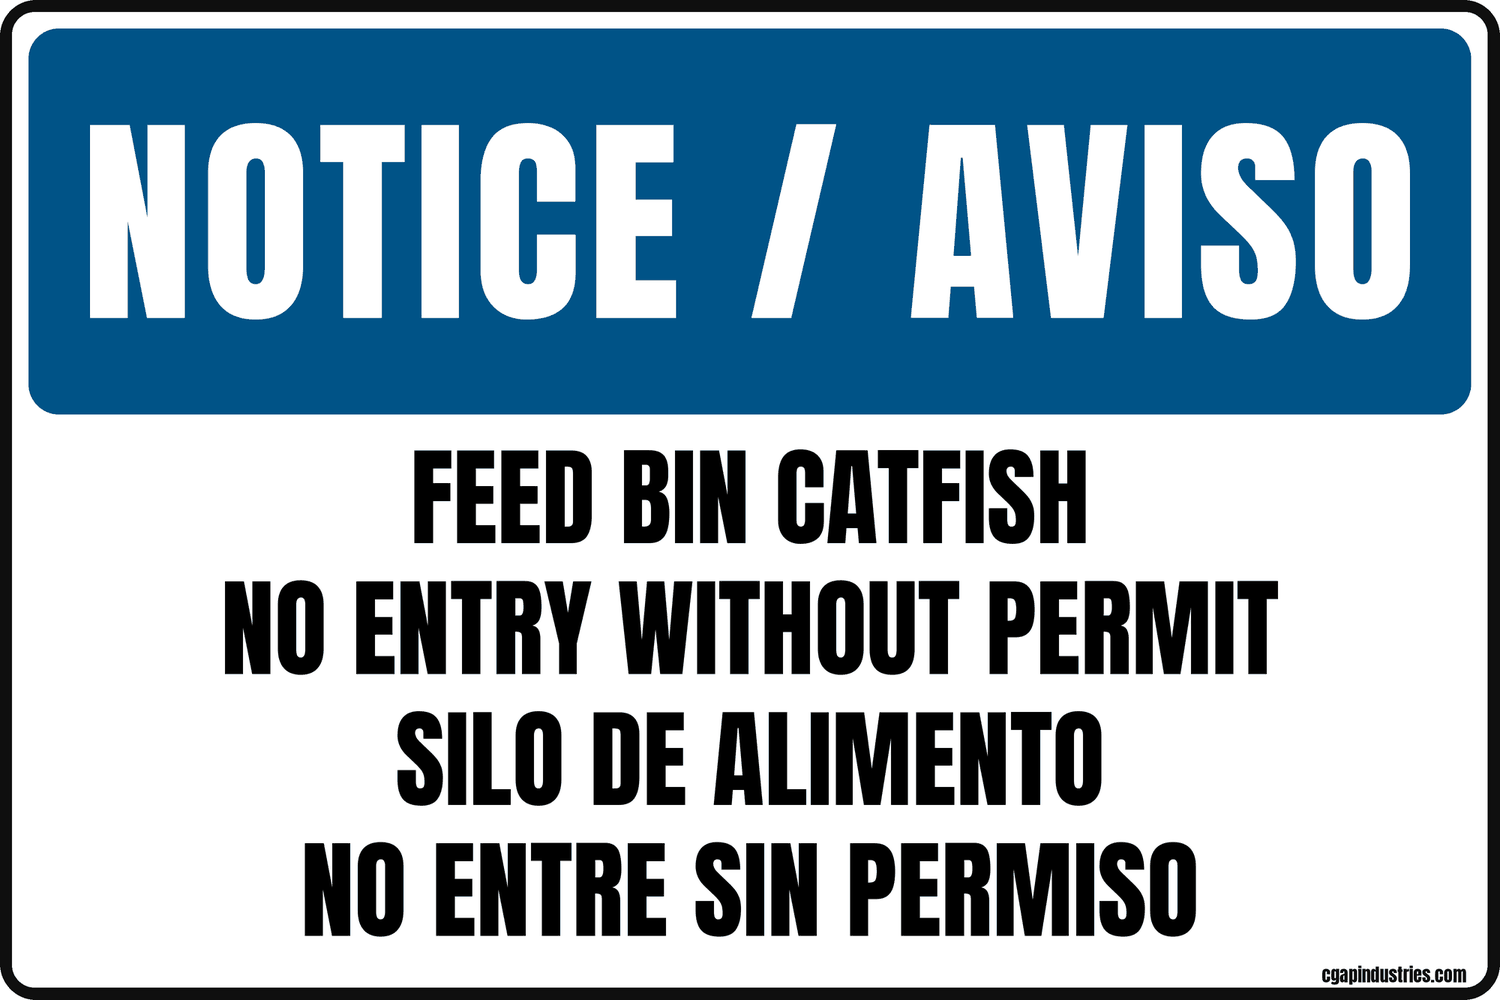 NOTICE / AVISO
FEED BIN CATFISH
NO ENTRY WITHOUT PERMIT
SILO DE ALIMENTO
NO ENTRE SIN PERMISO
cgapindustries.com